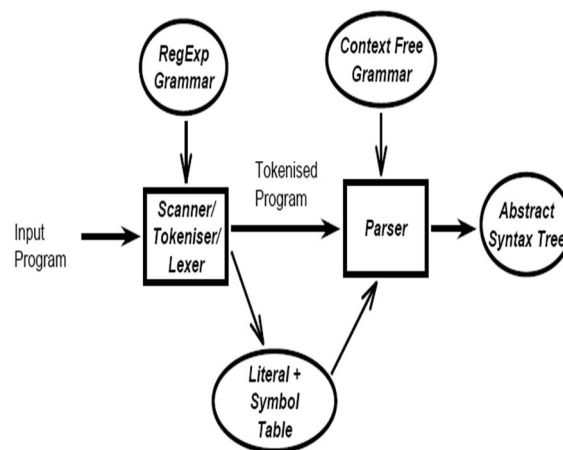 RegExp
Grammar
Context Free
Grammar
Tokenised
Program
Input
Program
Scanner/
Tokeniser/
Lexer
Parser
Abstract
Syntax Tree
Literal +
Symbol
Table